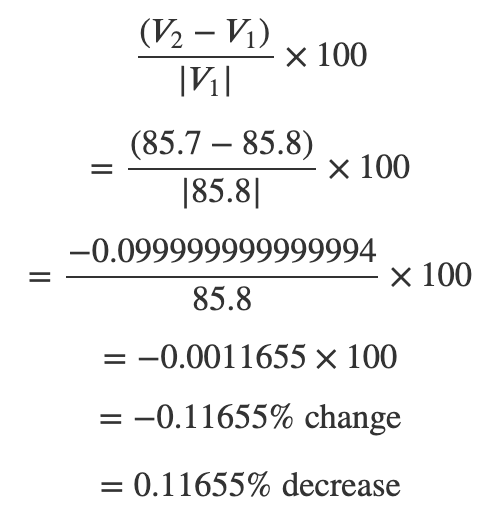 (V₂ − V₁)
|V₁| × 100
= (85.7 − 85.8)
|85.8| × 100
= −0.099999999999994
85.8 × 100
= −0.0011655 × 100
= −0.11655% change
= 0.11655% decrease